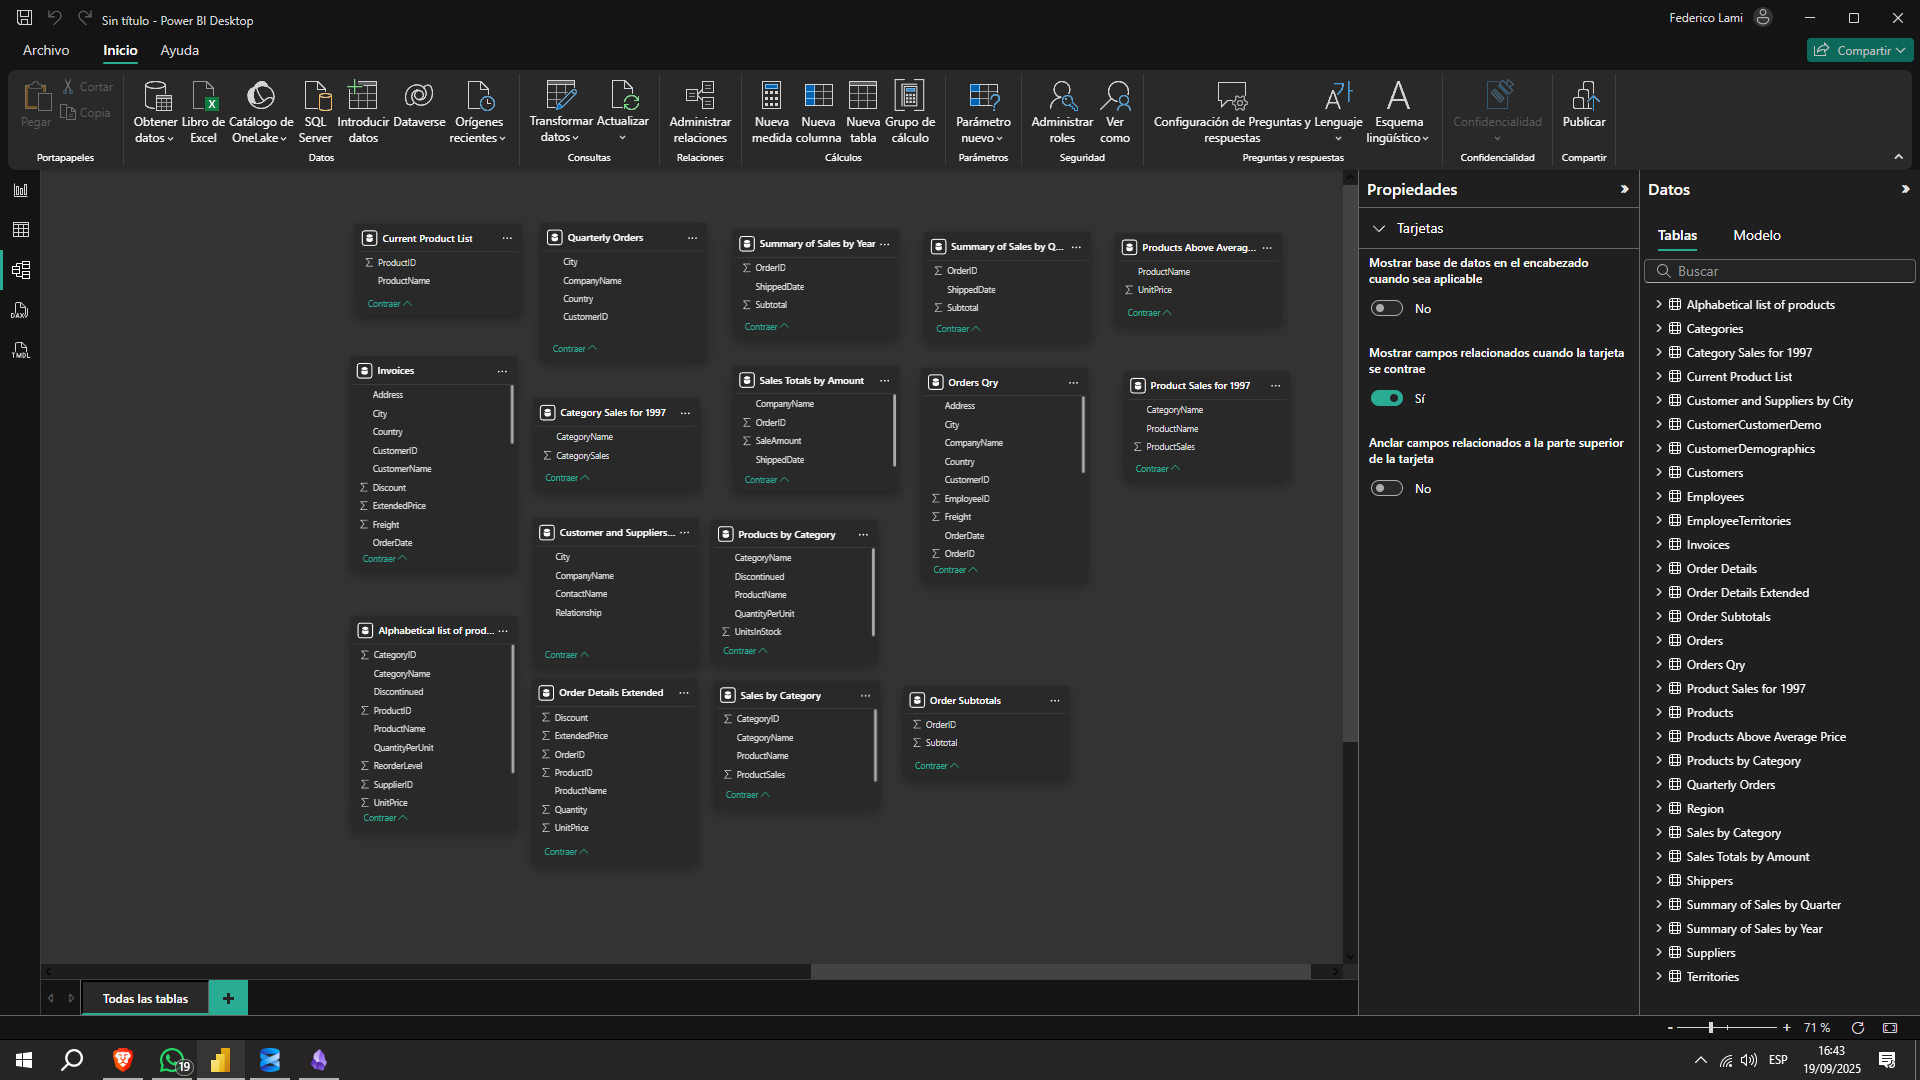 Sin título - Power BI Desktop
Federico Lami
Archivo
Inicio
Ayuda
Compartir
Pegar
Cortar
Copia
Portapapeles
Obtener datos
Libro de Excel
Catálogo de OneLake
SQL Server
Introducir datos
Dataverse
Orígenes recientes
Datos
Transformar datos
Actualizar
Consultas
Administrar relaciones
Relaciones
Nueva medida
Nueva columna
Nueva tabla
Grupo de cálculo
Cálculos
Parámetro nuevo
Parámetros
Administrar roles
Ver como
Seguridad
Configuración de Preguntas y respuestas
Lenguaje
Esquema lingüístico
Preguntas y respuestas
Confidencialidad
Confidencialidad
Publicar
Compartir
DAX
TMDL
Current Product List
ProductID
ProductName
Contraer
Quarterly Orders
City
CompanyName
Country
CustomerID
Contraer
Summary of Sales by Year
OrderID
ShippedDate
Subtotal
Contraer
Summary of Sales by Q...
OrderID
ShippedDate
Subtotal
Contraer
Products Above Averag...
ProductName
UnitPrice
Contraer
Invoices
Address
City
Country
CustomerID
CustomerName
Discount
ExtendedPrice
Freight
OrderDate
Contraer
Category Sales for 1997
CategoryName
CategorySales
Contraer
Sales Totals by Amount
CompanyName
OrderID
SaleAmount
ShippedDate
Contraer
Orders Qry
Address
City
CompanyName
Country
CustomerID
EmployeeID
Freight
OrderDate
OrderID
Contraer
Product Sales for 1997
CategoryName
ProductName
ProductSales
Contraer
Customer and Suppliers...
City
CompanyName
ContactName
Relationship
Contraer
Products by Category
CategoryName
Discontinued
ProductName
QuantityPerUnit
UnitsInStock
Contraer
Alphabetical list of prod...
CategoryID
CategoryName
Discontinued
ProductID
ProductName
QuantityPerUnit
ReorderLevel
SupplierID
UnitPrice
Contraer
Order Details Extended
Discount
ExtendedPrice
OrderID
ProductID
ProductName
Quantity
UnitPrice
Contraer
Sales by Category
CategoryID
CategoryName
ProductName
ProductSales
Contraer
Order Subtotals
OrderID
Subtotal
Contraer
Todas las tablas
Propiedades
Tarjetas
Mostrar base de datos en el encabezado
cuando sea aplicable
No
Mostrar campos relacionados cuando la tarjeta
se contrae
Sí
Anclar campos relacionados a la parte superior
de la tarjeta
No
Datos
Tablas
Modelo
Buscar
Alphabetical list of products
Categories
Category Sales for 1997
Current Product List
Customer and Suppliers by City
CustomerCustomerDemo
CustomerDemographics
Customers
Employees
EmployeeTerritories
Invoices
Order Details
Order Details Extended
Order Subtotals
Orders
Orders Qry
Product Sales for 1997
Products
Products Above Average Price
Products by Category
Quarterly Orders
Region
Sales by Category
Sales Totals by Amount
Shippers
Summary of Sales by Quarter
Summary of Sales by Year
Suppliers
Territories
71 %
19
ESP
16:43
19/09/2025